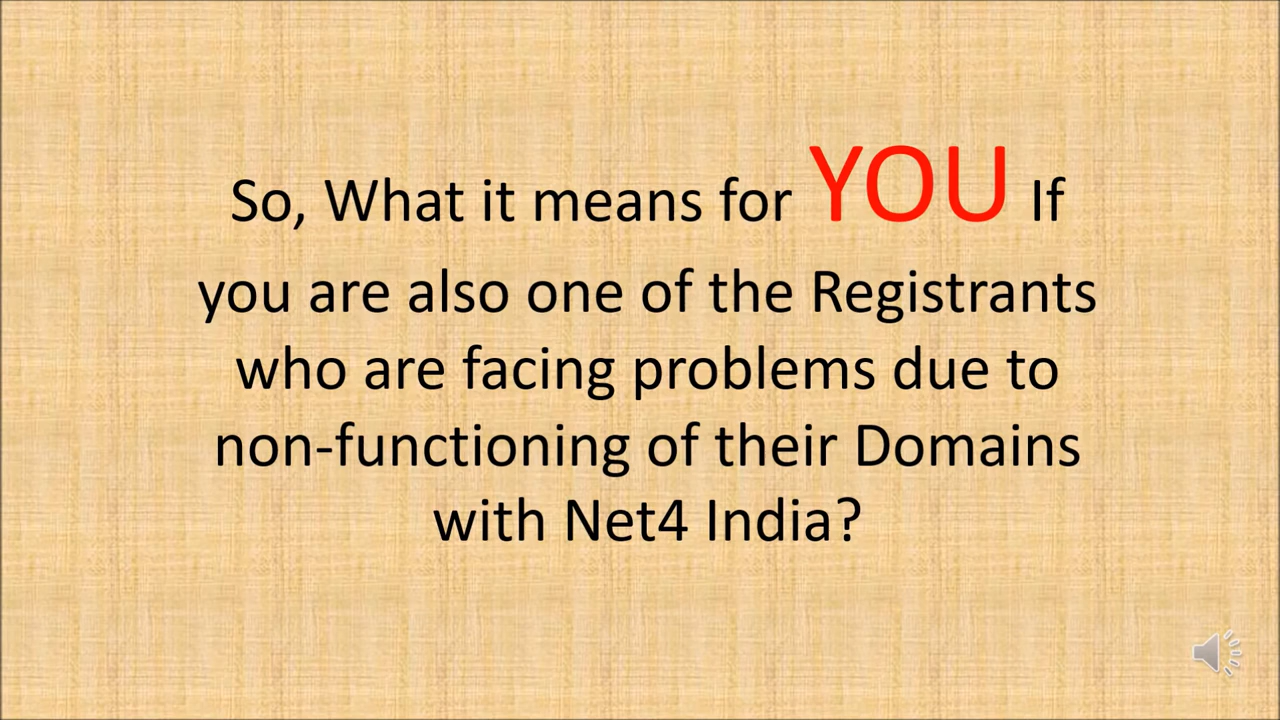 So, What it means for YOU If
you are also one of the Registrants
who are facing problems due to
non-functioning of their Domains
with Net4 India?